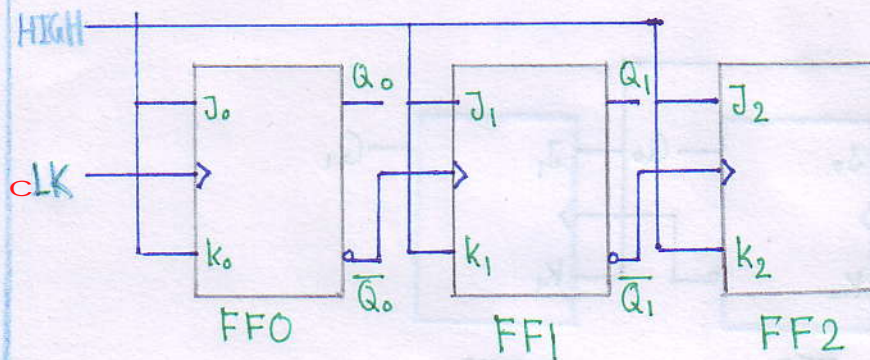 HIGH
Q₀ Q₁
J₀ J₁ J₂
CLK
K₀ K₁ K₂
Q̅₀ Q̅₁
FF0 FF1 FF2